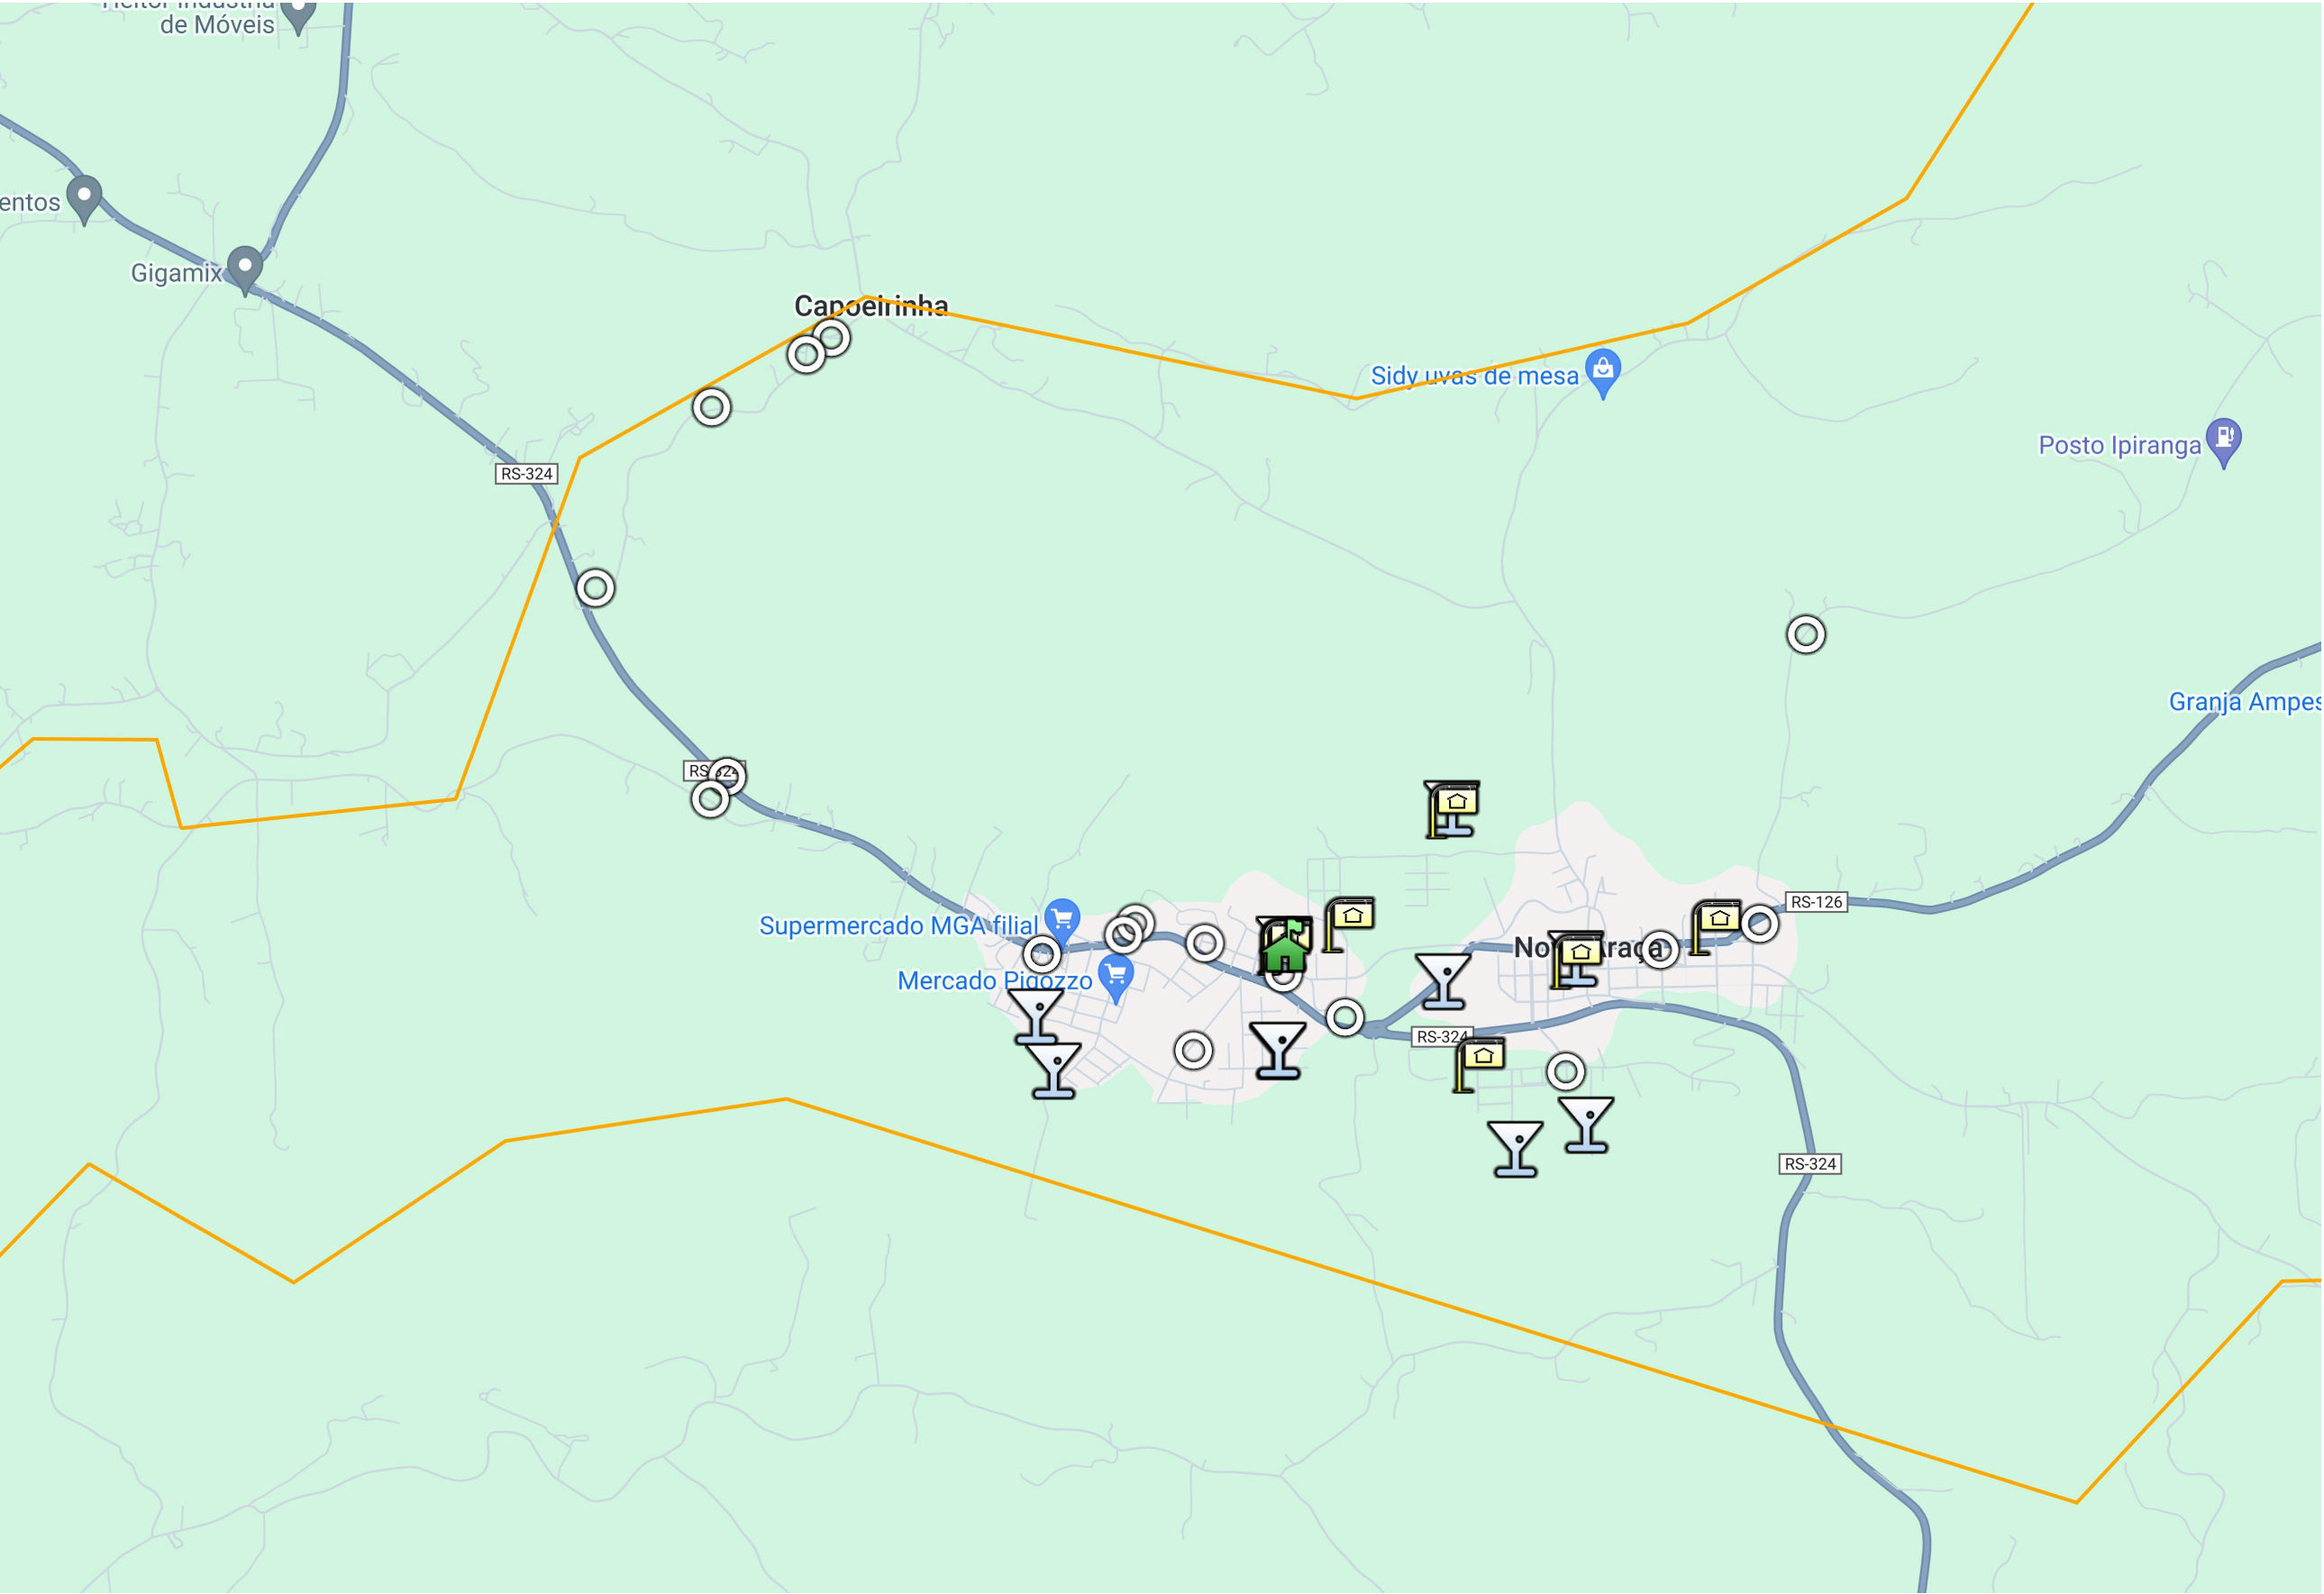 de Móveis
entos
Gigamix
Capoeirinha
Sidy uvas de mesa
Posto Ipiranga
RS-324
Granja Ampes
Supermercado MGA filial
RS-126
Mercado Pigozzo
RS-324
RS-324